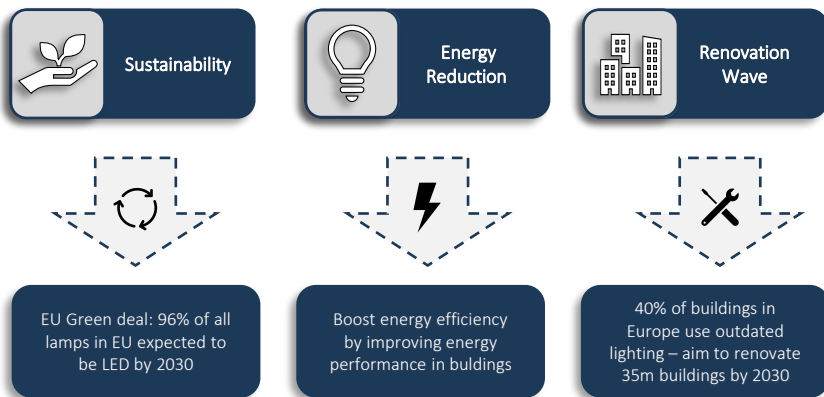 Sustainability
Energy
Reduction
Renovation
Wave
EU Green deal: 96% of all
lamps in EU expected to
be LED by 2030
Boost energy efficiency
by improving energy
performance in buldings
40% of buildings in
Europe use outdated
lighting – aim to renovate
35m buildings by 2030